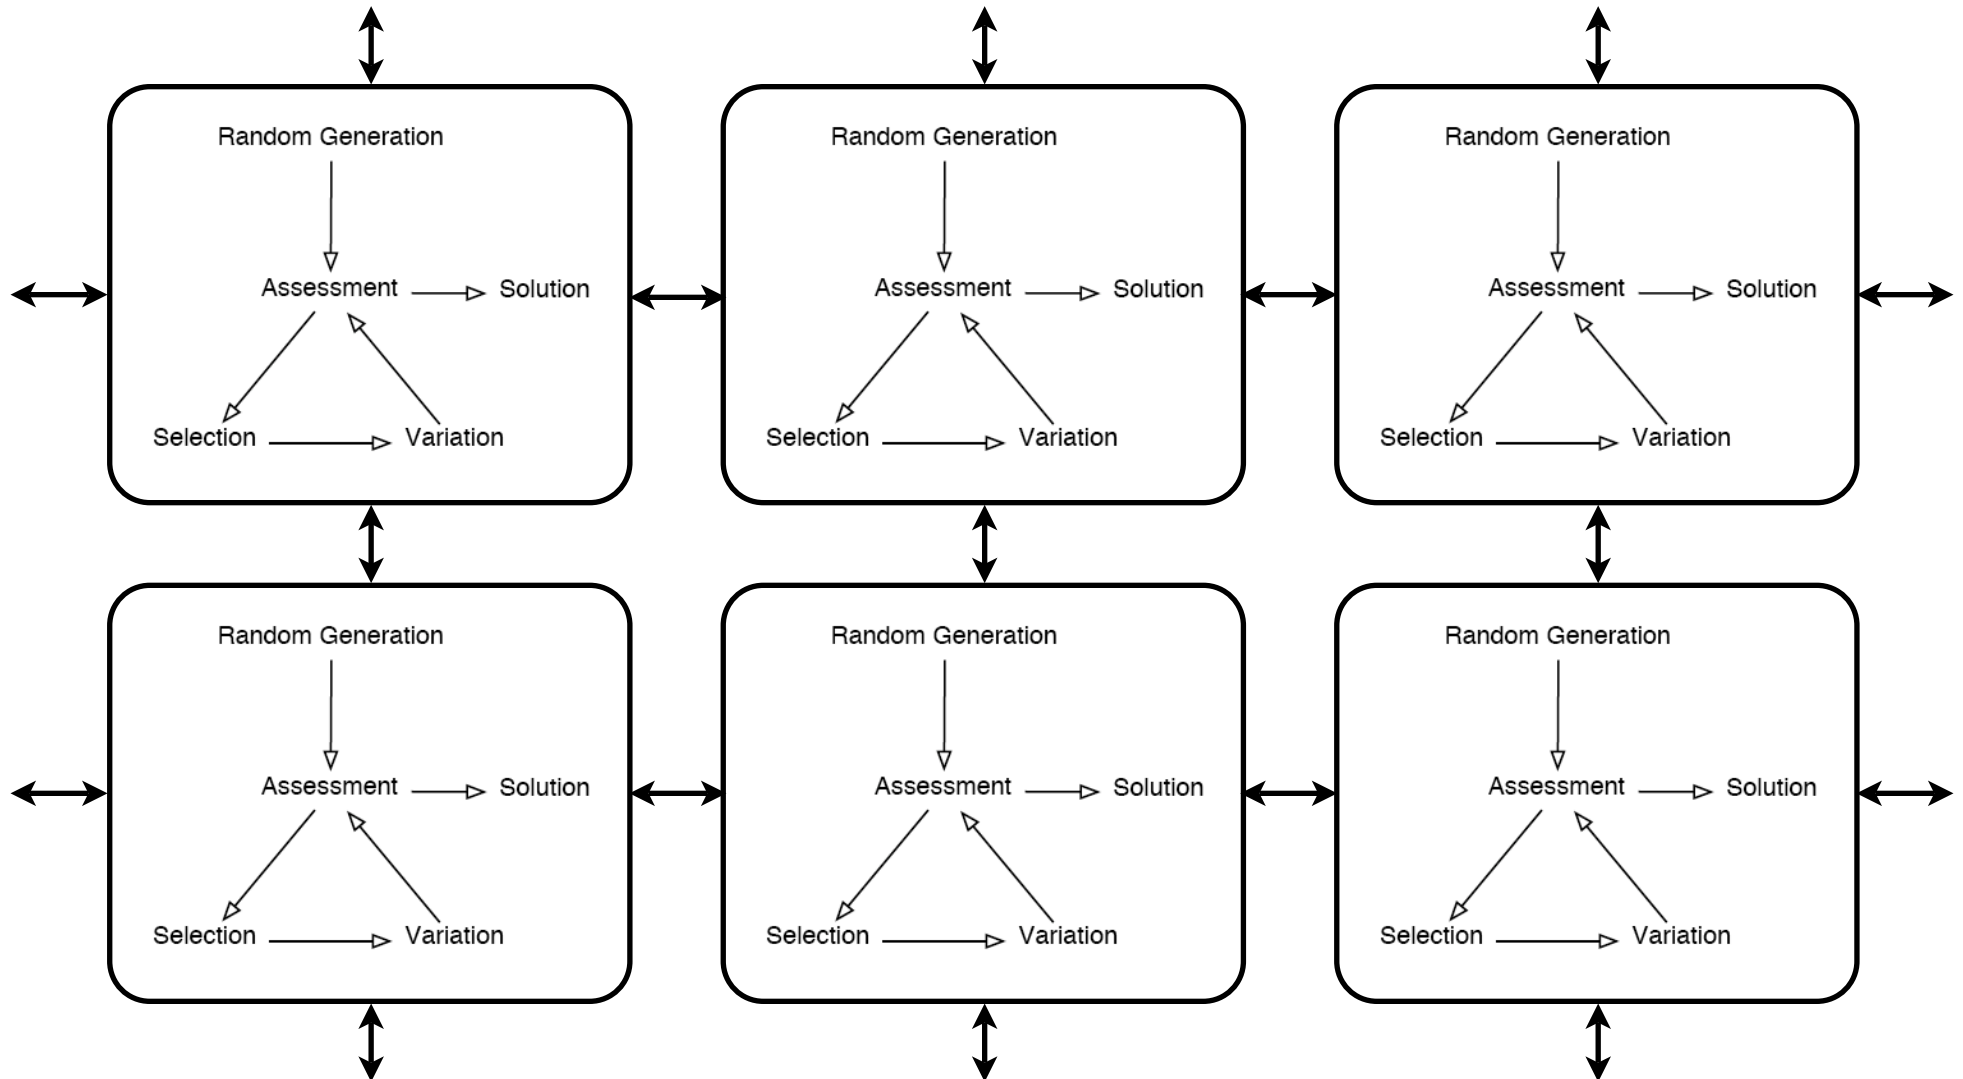 Random Generation
Assessment
Solution
Selection
Variation
Random Generation
Assessment
Solution
Selection
Variation
Random Generation
Assessment
Solution
Selection
Variation
Random Generation
Assessment
Solution
Selection
Variation
Random Generation
Assessment
Solution
Selection
Variation
Random Generation
Assessment
Solution
Selection
Variation